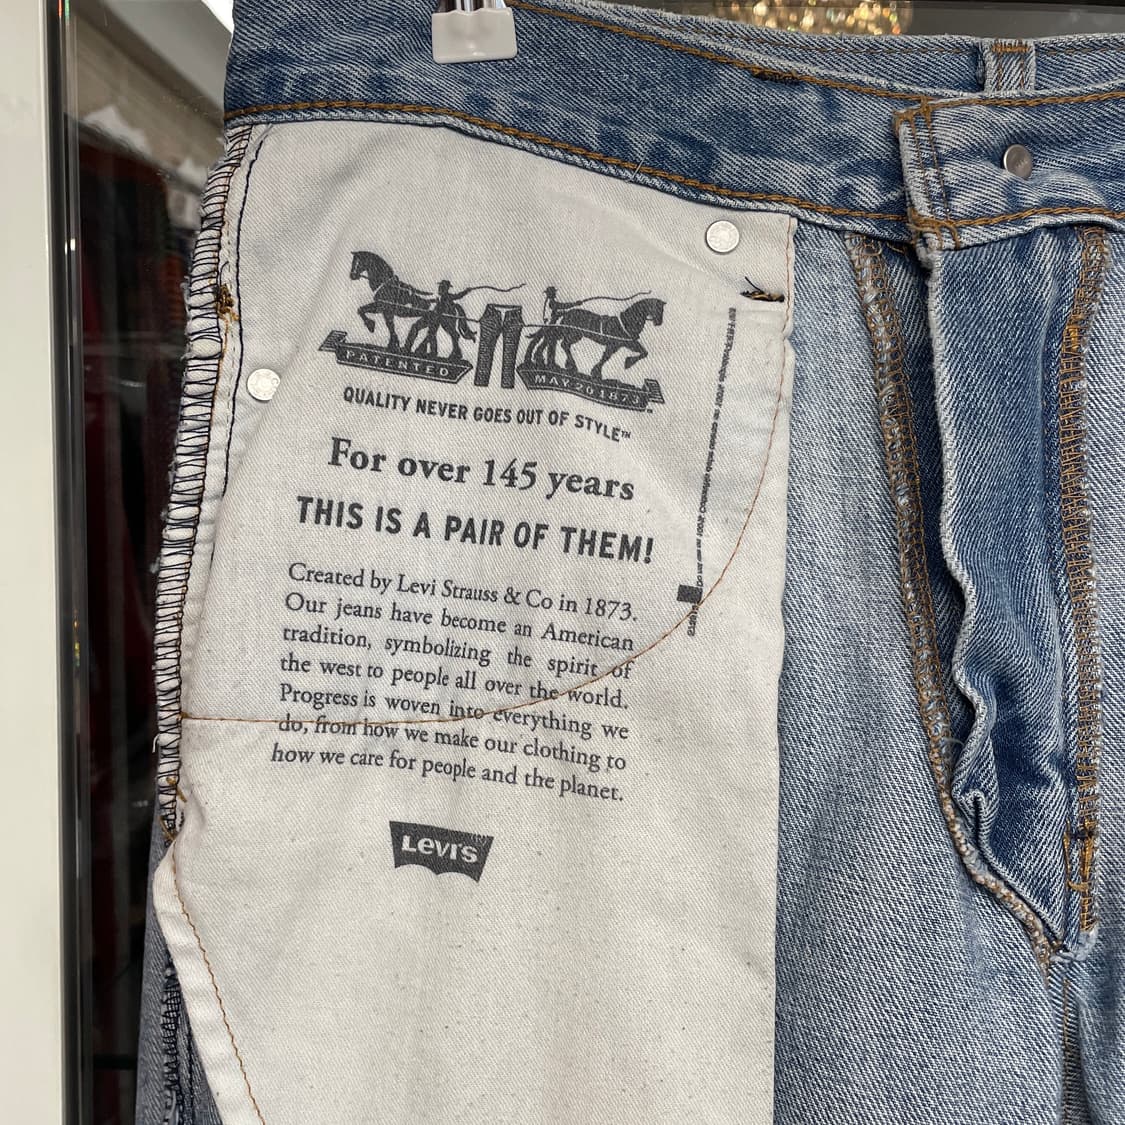 PATENTED
MAY 20 1873
QUALITY NEVER GOES OUT OF STYLE™
For over 145 years
THIS IS A PAIR OF THEM!
Created by Levi Strauss & Co in 1873.
Our jeans have become an American
tradition, symbolizing the spirit of
the west to people all over the world.
Progress is woven into everything we
do, from how we make our clothing to
how we care for people and the planet.
Levi's